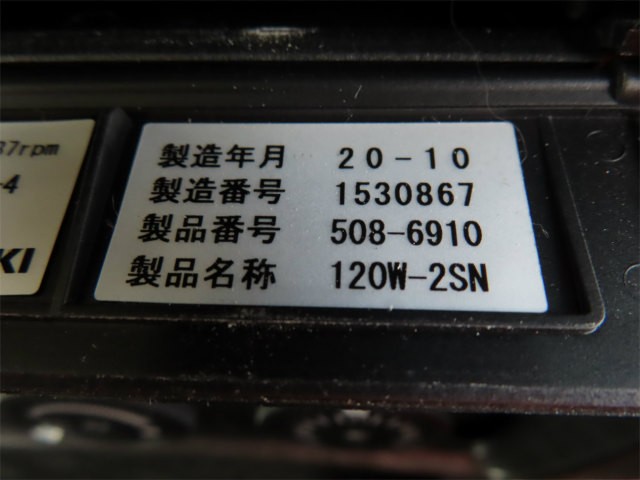 37rpm
-4
KI
製造年月 20-10
製造番号 1530867
製品番号 508-6910
製品名称 120W-2SN